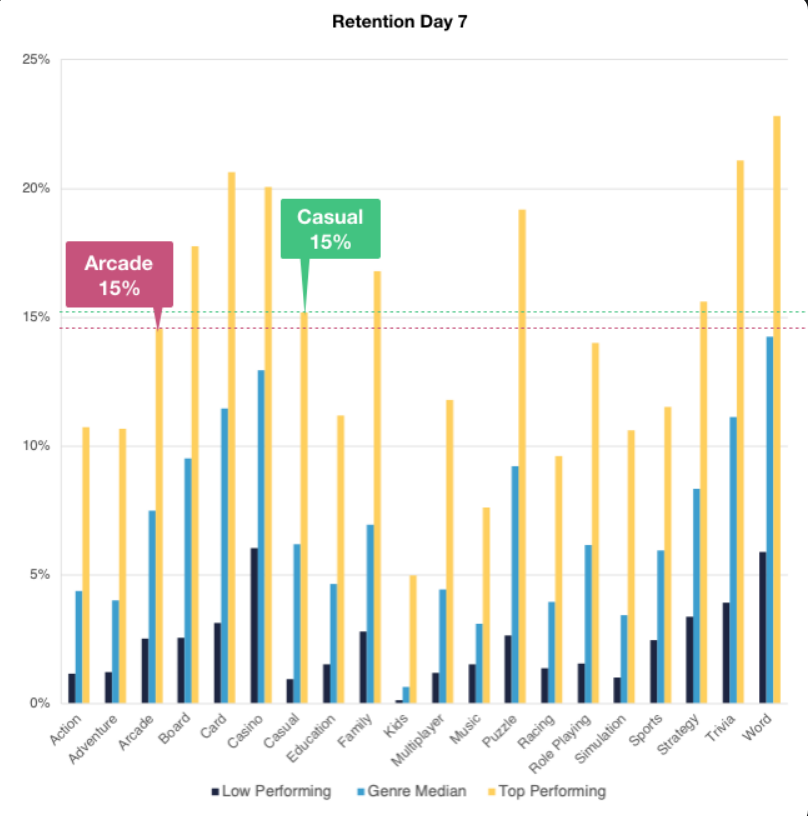 Retention Day 7
25%
20%
15%
10%
5%
0%
Arcade
15%
Casual
15%
Action
Adventure
Arcade
Board
Card
Casino
Casual
Education
Family
Kids
Multiplayer
Music
Puzzle
Racing
Role Playing
Simulation
Sports
Strategy
Trivia
Word
Low Performing Genre Median Top Performing